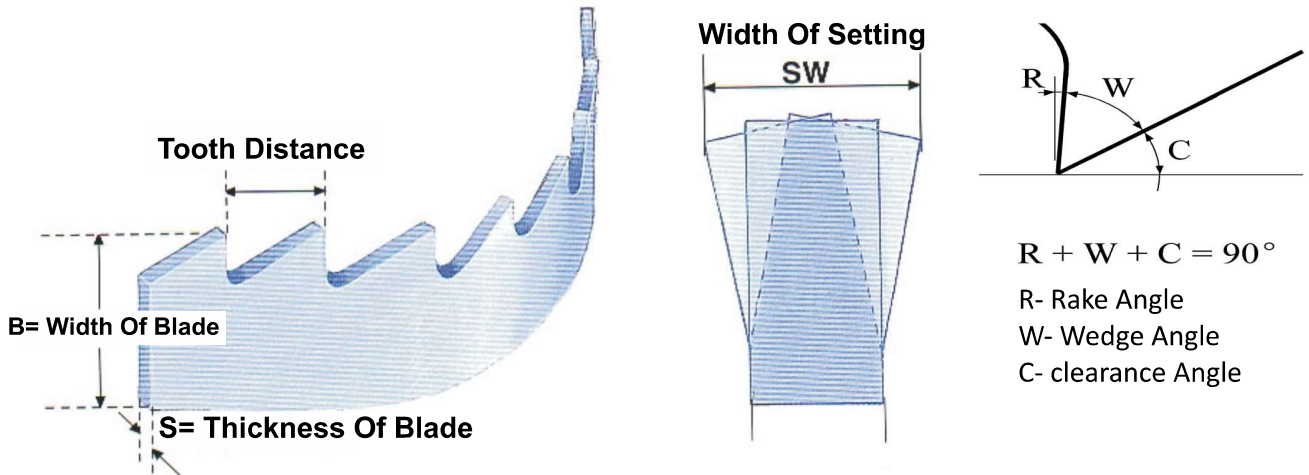 Width Of Setting
SW
Tooth Distance
B= Width Of Blade
S= Thickness Of Blade
R
W
C
R + W + C = 90°
R- Rake Angle
W- Wedge Angle
C- clearance Angle